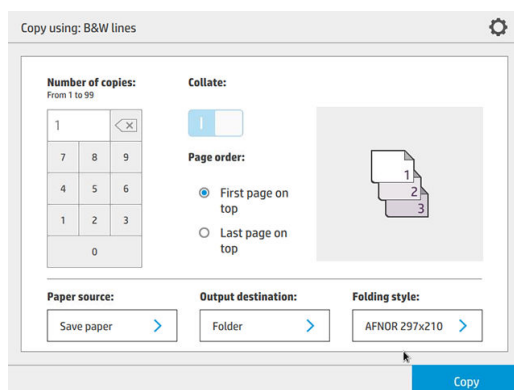 Copy using: B&W lines
Number of copies:
From 1 to 99
1
7 8 9
4 5 6
1 2 3
0
Collate:
Page order:
First page on
top
Last page on
top
1
2
3
Paper source:
Save paper
Output destination:
Folder
Folding style:
AFNOR 297x210
Copy